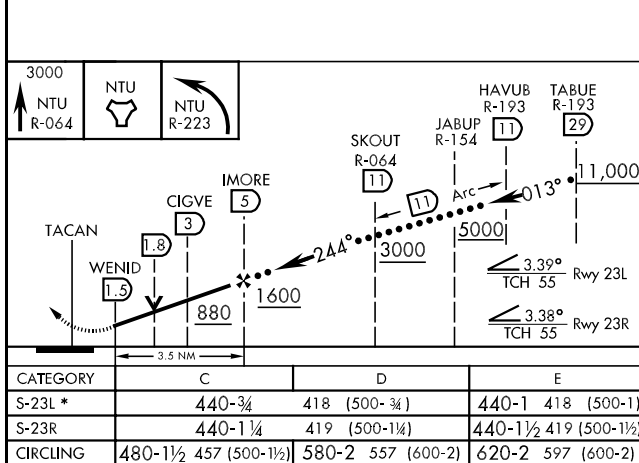 3000
NTU
R-064
NTU
NTU
R-223
HAVUB
R-193
11
TABUE
R-193
29
SKOUT
R-064
11
JABUP
R-154
IMORE
5
CIGVE
3
1.8
TACAN
WENID
1.5
11,000
Arc
11
013°
5000
3000
244°
1600
880
3.39°
TCH 55
Rwy 23L
3.38°
TCH 55
Rwy 23R
3.5 NM
CATEGORY C D E
S-23L * 440-¾ 418 (500-¾) 440-1 418 (500-1)
S-23R 440-1¼ 419 (500-1¼) 440-1½ 419 (500-1½)
CIRCLING 480-1½ 457 (500-1½) 580-2 557 (600-2) 620-2 597 (600-2)